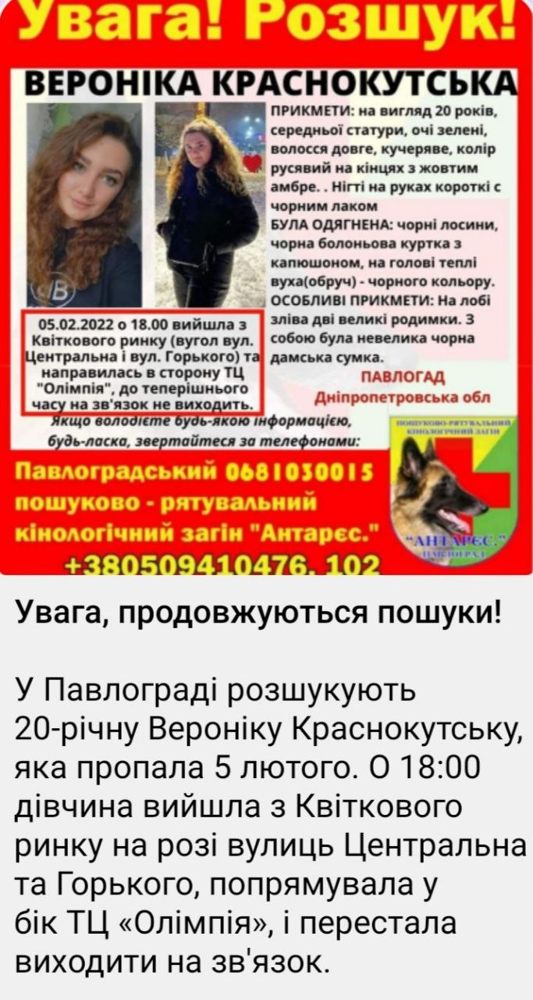 Увага! Розшук!
ВЕРОНІКА КРАСНОКУТСЬКА
ПРИКМЕТИ: на вигляд 20 років,
середньої статури, очі зелені,
волосся довге, кучеряве, колір
русявий на кінцях з жовтим
амбре. . Нігті на руках короткі с
чорним лаком
БУЛА ОДЯГНЕНА: чорні лосини,
чорна болоньова куртка з
капюшоном, на голові теплі
вуха(обруч) - чорного кольору.
ОСОБЛИВІ ПРИКМЕТИ: На лобі
зліва дві великі родимки. З
собою була невелика чорна
дамська сумка.
05.02.2022 о 18.00 вийшла з
Квіткового ринку (вугол вул.
Центральна і вул. Горького) та
направилась в сторону ТЦ
"Олімпія", до теперішнього
часу на зв'язок не виходить.
ПАВЛОГАД
Дніпропетровська обл
Якщо володієте будь-якою інформацією,
будь-ласка, звертайтеся за телефонами:
Павлоградський 0681030015
пошуково - рятувальний
кінологічний загін "Антарєс."
+380509410476, 102
ПОШУКОВО-РЯТУВАЛЬНИЙ
КІНОЛОГІЧНИЙ ЗАГІН
"АНТАРЄС."
ПАВЛОГРАД
Увага, продовжуються пошуки!
У Павлограді розшукують
20-річну Вероніку Краснокутську,
яка пропала 5 лютого. О 18:00
дівчина вийшла з Квіткового
ринку на розі вулиць Центральна
та Горького, попрямувала у
бік ТЦ «Олімпія», і перестала
виходити на зв'язок.